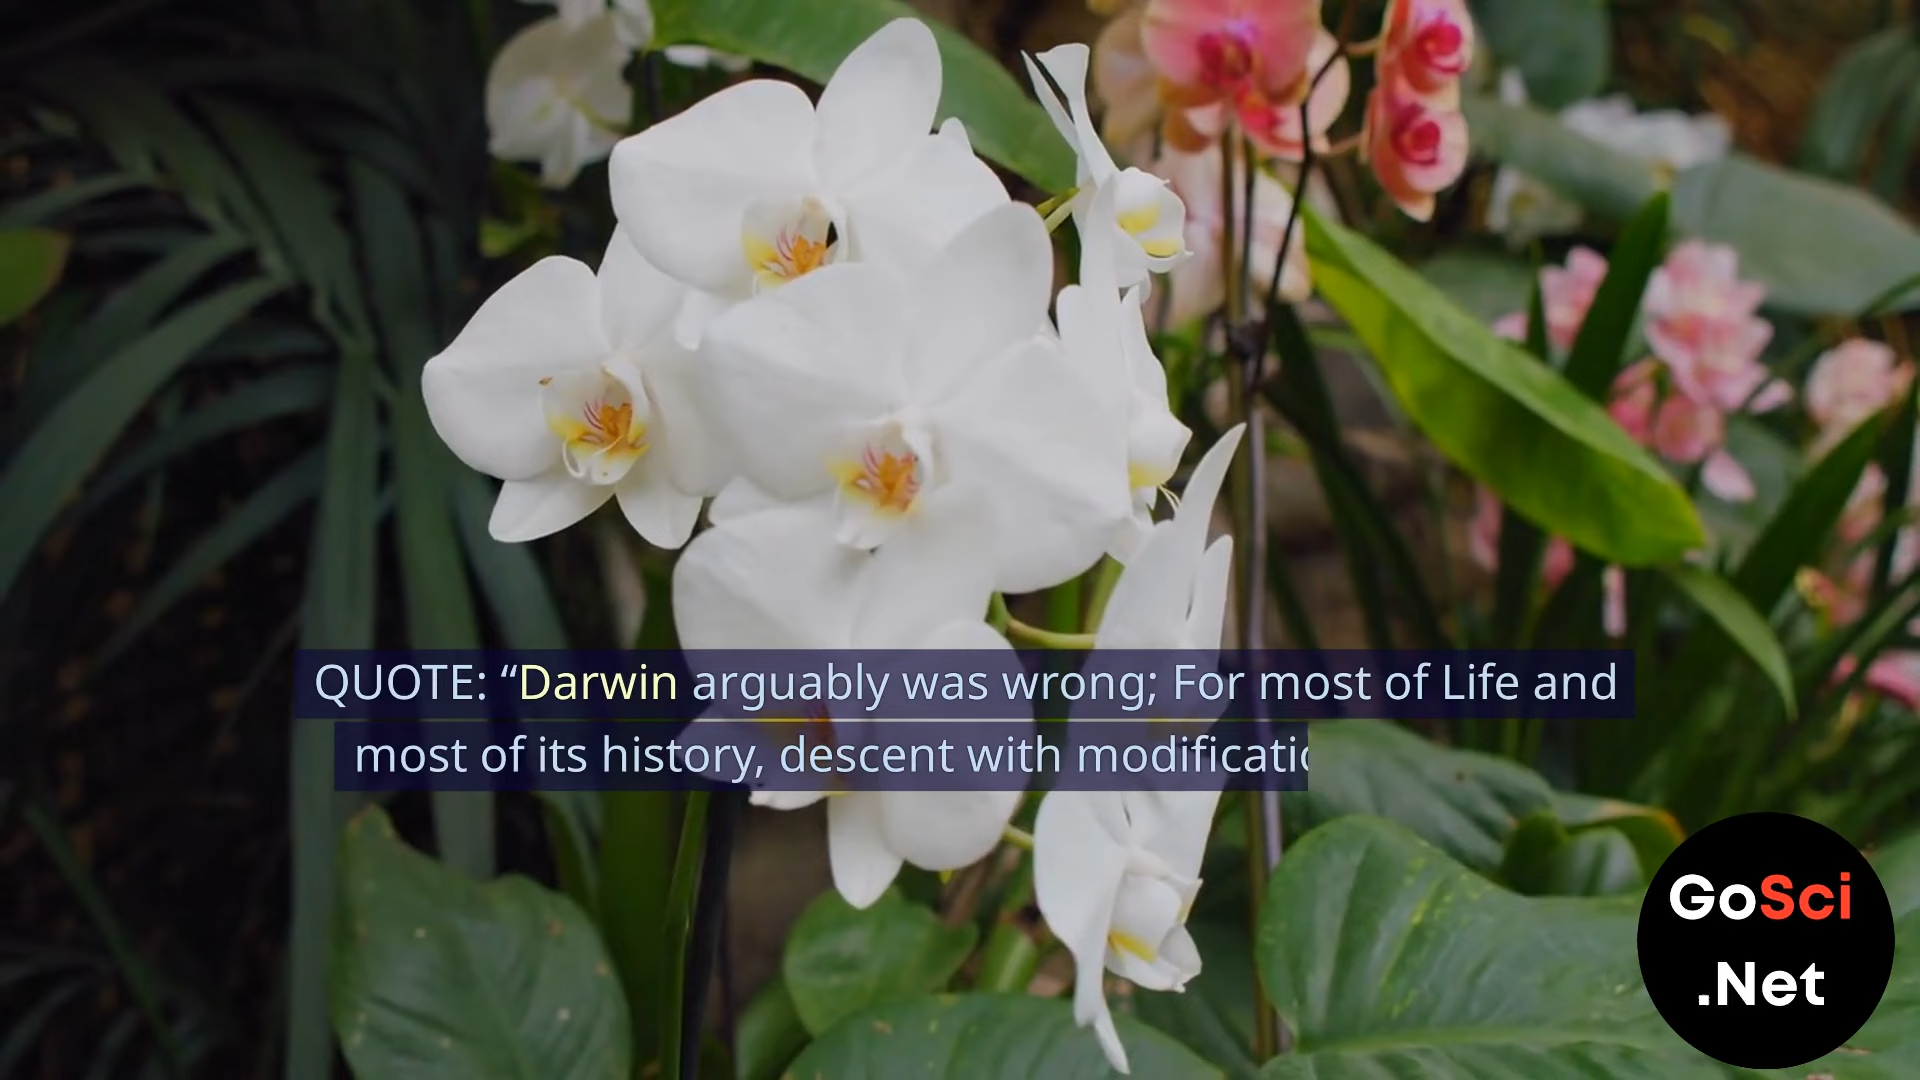 QUOTE: “Darwin arguably was wrong; For most of Life and
most of its history, descent with
GoSci
.Net